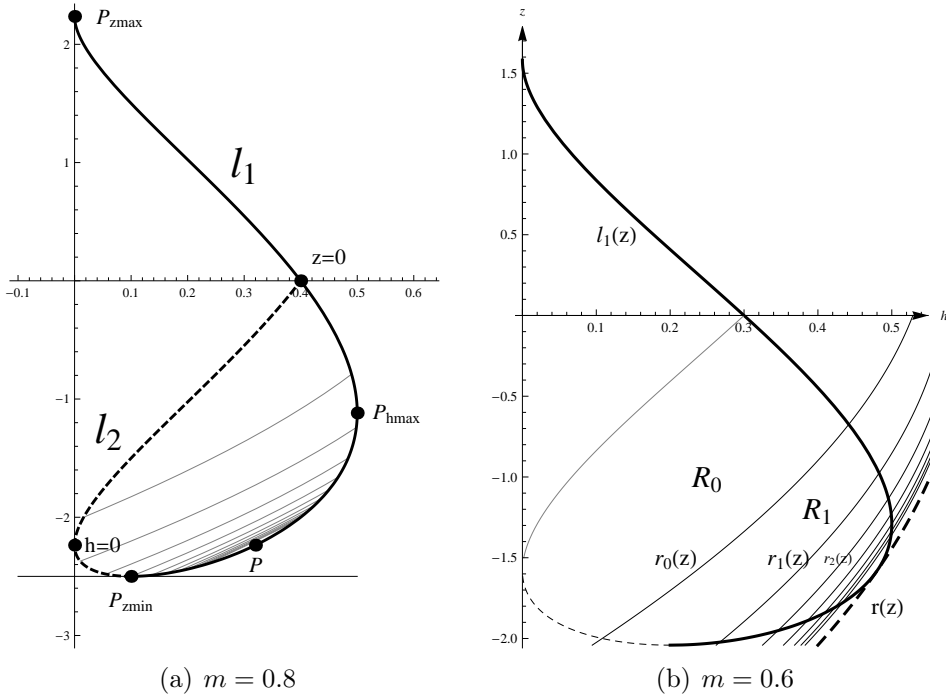 P_zmax
2
l_1
1
z=0
-0.1
0.1
0.2
0.3
0.4
0.5
0.6
-1
P_hmax
l_2
-2
h=0
P
P_zmin
-3
(a) m = 0.8
z
1.5
1.0
l_1(z)
0.5
0.1
0.2
0.3
0.4
0.5
h
-0.5
-1.0
R_0
R_1
-1.5
r_0(z)
r_1(z)
r_2(z)
r(z)
-2.0
(b) m = 0.6